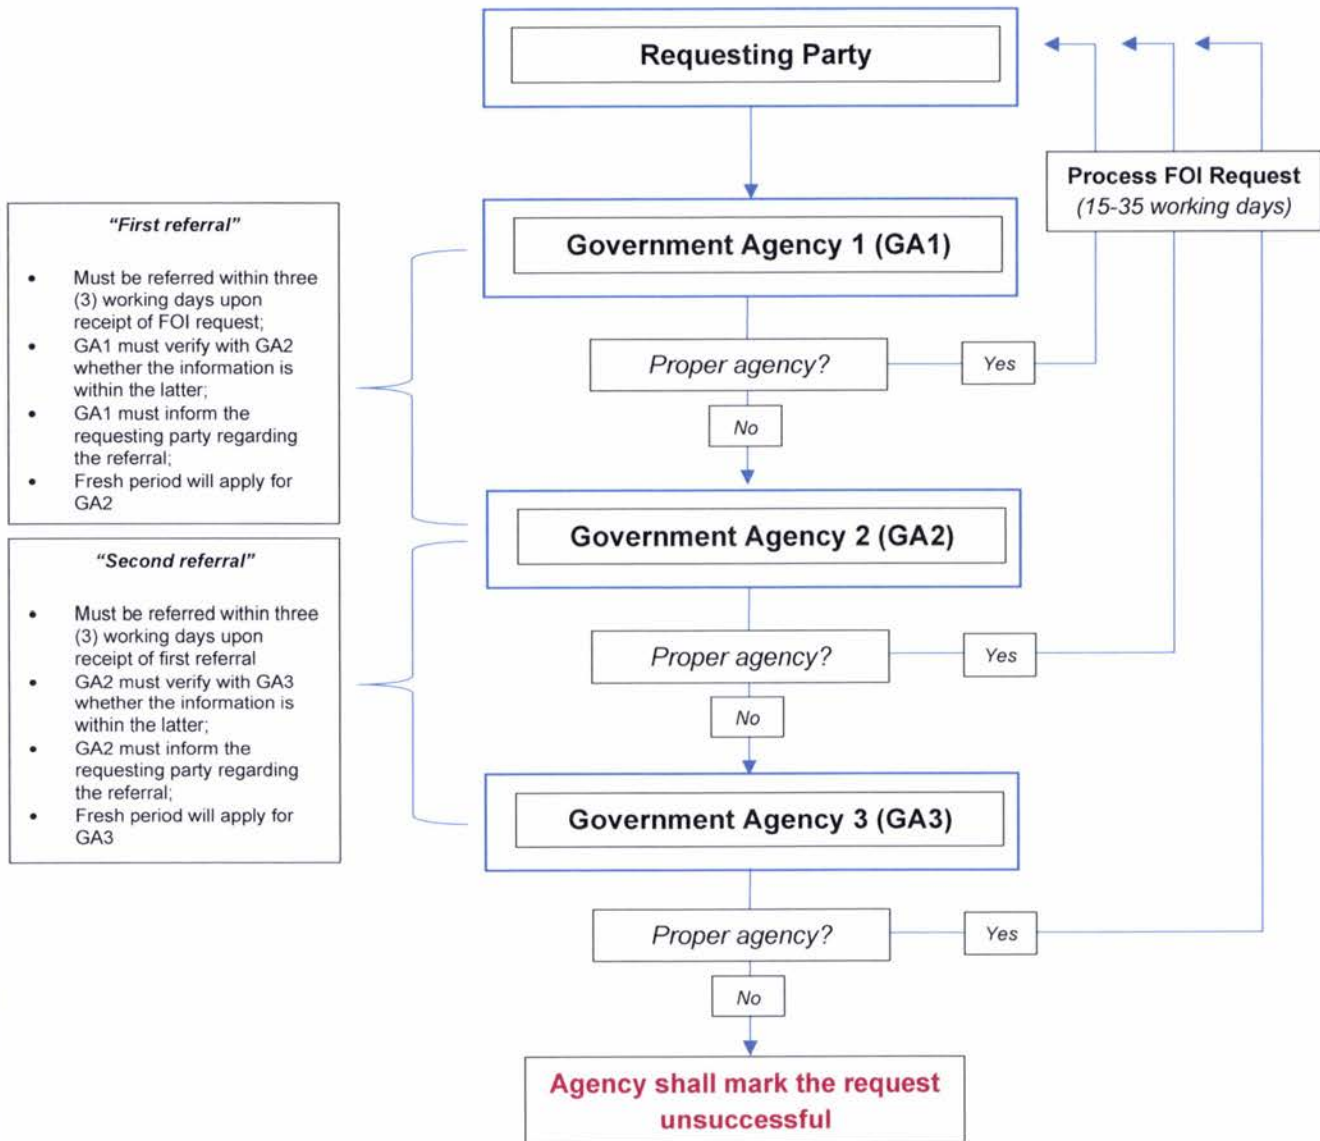 Requesting Party
Process FOI Request
(15-35 working days)
Government Agency 1 (GA1)
Proper agency?
Yes
No
"First referral"
• Must be referred within three
(3) working days upon
receipt of FOI request;
• GA1 must verify with GA2
whether the information is
within the latter;
• GA1 must inform the
requesting party regarding
the referral;
• Fresh period will apply for
GA2
Government Agency 2 (GA2)
Proper agency?
Yes
No
"Second referral"
• Must be referred within three
(3) working days upon
receipt of first referral
• GA2 must verify with GA3
whether the information is
within the latter;
• GA2 must inform the
requesting party regarding
the referral;
• Fresh period will apply for
GA3
Government Agency 3 (GA3)
Proper agency?
Yes
No
Agency shall mark the request
unsuccessful